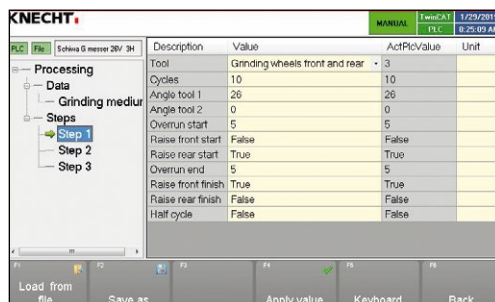 KNECHT.
MANUAL TwinCAT 1/29/201
PLC 8:25:09 A
PLC File Schiwa G messer 26V 3H
Description Value ActPlcValue Unit
Processing
Data
Grinding mediur
Steps
Step 1
Step 2
Step 3
Tool Grinding wheels front and rear 3
Cycles 10 10
Angle tool 1 26 26
Angle tool 2 0 0
Overrun start 5 5
Raise front start False False
Raise rear start True True
Overrun end 5 5
Raise front finish True True
Raise rear finish False False
Half cycle False False
F1 F2 F3 F4 F5 F6
Load from
file Save as Apply value Keyboard Back